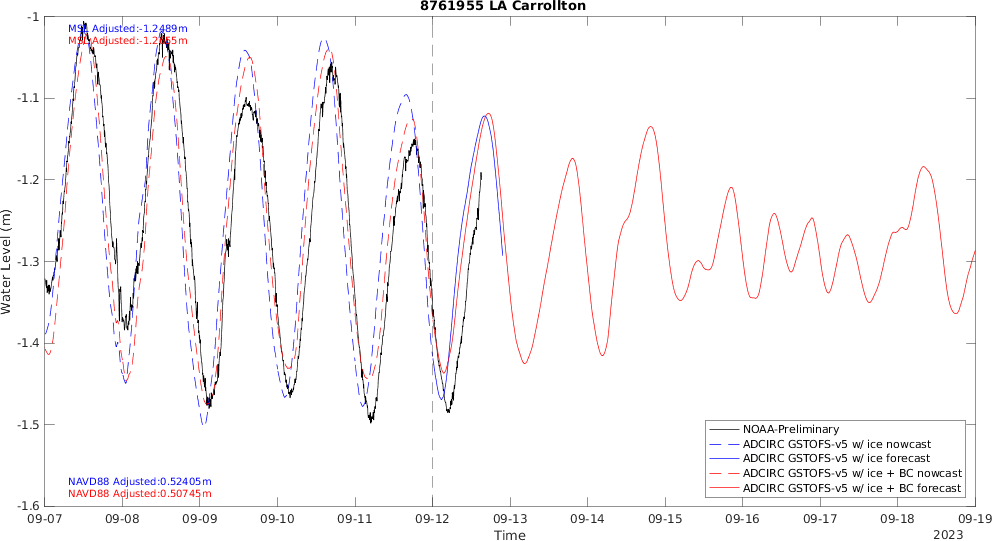 8761955 LA Carrollton
MSL Adjusted:-1.2489m
MSL
Water Level (m)
-1
-1.1
-1.2
-1.3
-1.4
-1.5
-1.6
NOAA-Preliminary
ADCIRC GSTOFS-v5 w/ ice nowcast
ADCIRC GSTOFS-v5 w/ ice forecast
ADCIRC GSTOFS-v5 w/ ice + BC nowcast
ADCIRC GSTOFS-v5 w/ ice + BC forecast
NAVD88 Adjusted:0.52405m
NAVD88 Adjusted:0.50745m
09-07 09-08 09-09 09-10 09-11 09-12 09-13 09-14 09-15 09-16 09-17 09-18 09-19
Time
2023